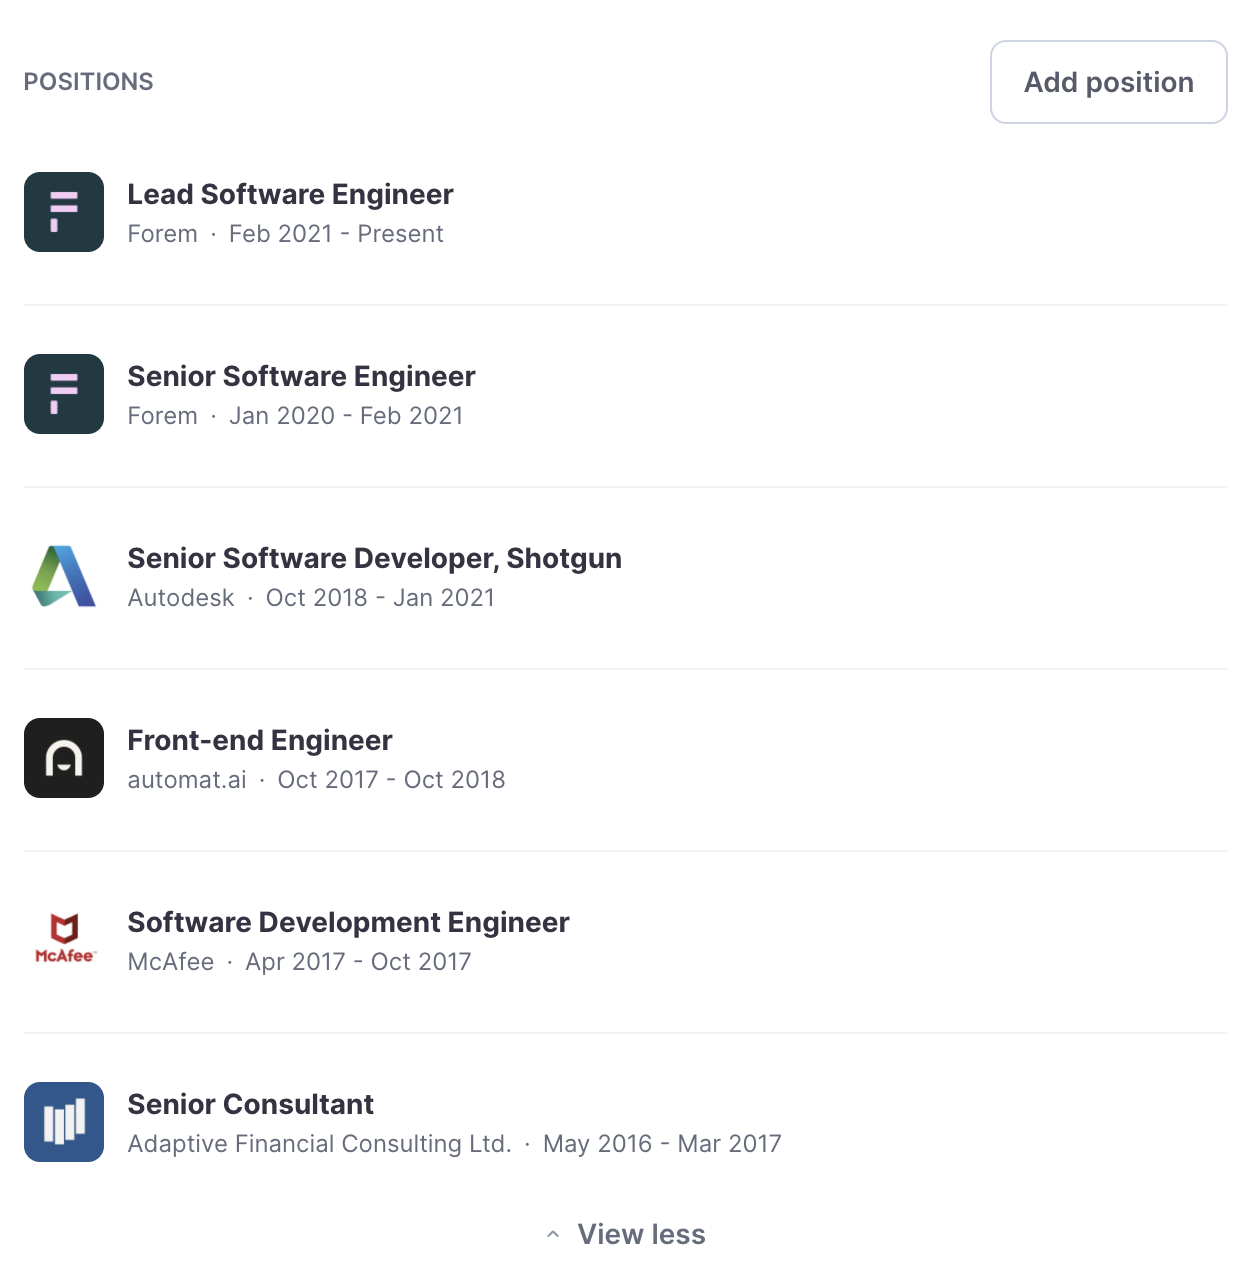 POSITIONS
Add position
Lead Software Engineer
Forem · Feb 2021 - Present
Senior Software Engineer
Forem · Jan 2020 - Feb 2021
Senior Software Developer, Shotgun
Autodesk · Oct 2018 - Jan 2021
Front-end Engineer
automat.ai · Oct 2017 - Oct 2018
Software Development Engineer
McAfee · Apr 2017 - Oct 2017
McAfee™
Senior Consultant
Adaptive Financial Consulting Ltd. · May 2016 - Mar 2017
View less